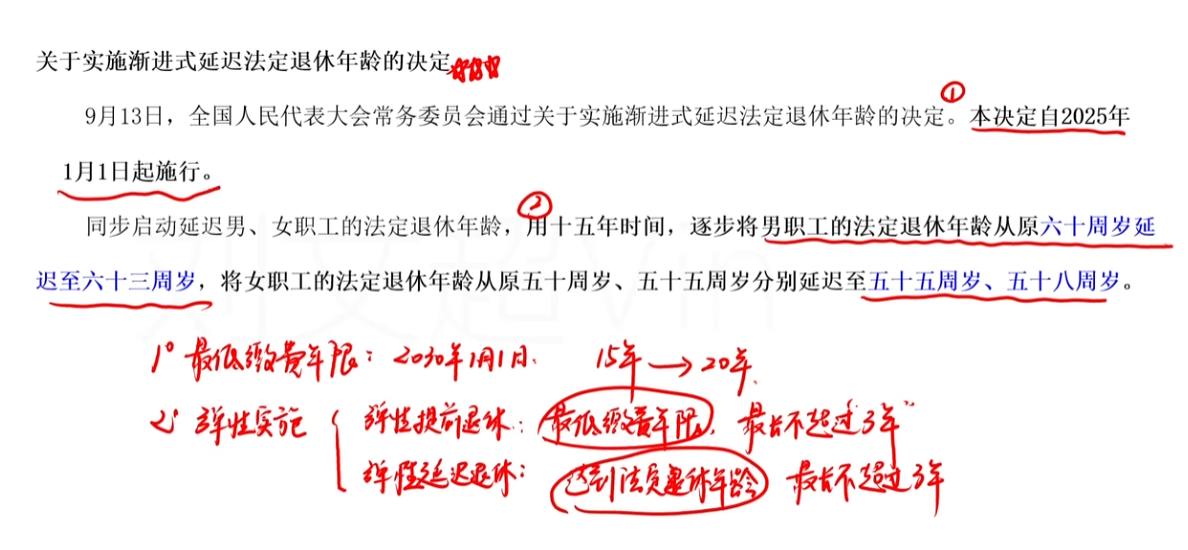 关于实施渐进式延迟法定退休年龄的决定
①
9月13日，全国人民代表大会常务委员会通过关于实施渐进式延迟法定退休年龄的决定。本决定自2025年
1月1日起施行。
②
同步启动延迟男、女职工的法定退休年龄，用十五年时间，逐步将男职工的法定退休年龄从原六十周岁延
迟至六十三周岁，将女职工的法定退休年龄从原五十周岁、五十五周岁分别延迟至五十五周岁、五十八周岁。
1° 最低缴费年限：2030年1月1日． 15年→20年．
2° 弹性实施
弹性提前退休：最低缴费年限，最长不超过3年
弹性延迟退休：达到法定退休年龄 最长不超过3年